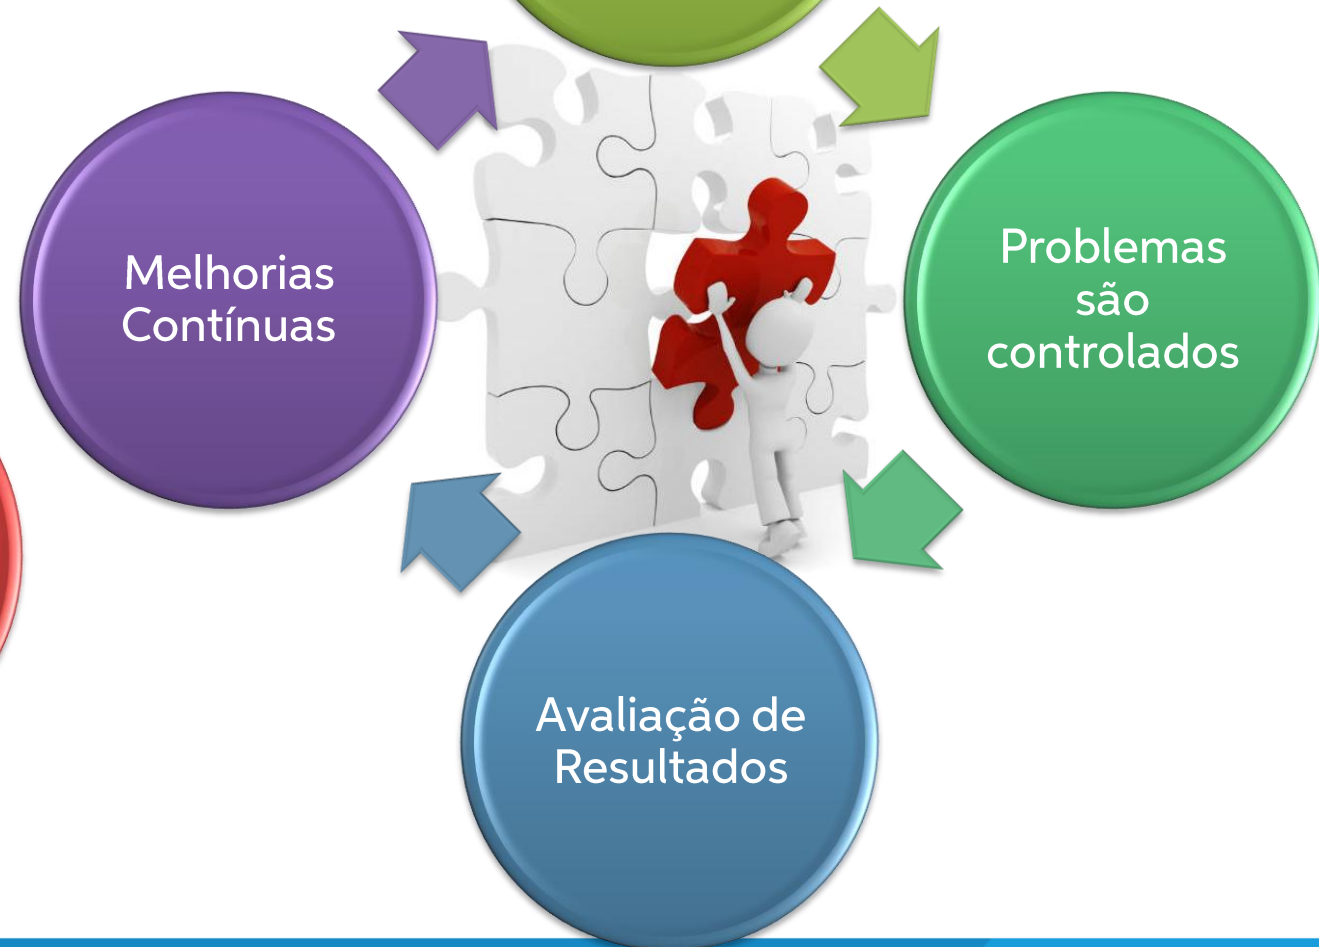 Melhorias
Contínuas
Problemas
são
controlados
Avaliação de
Resultados